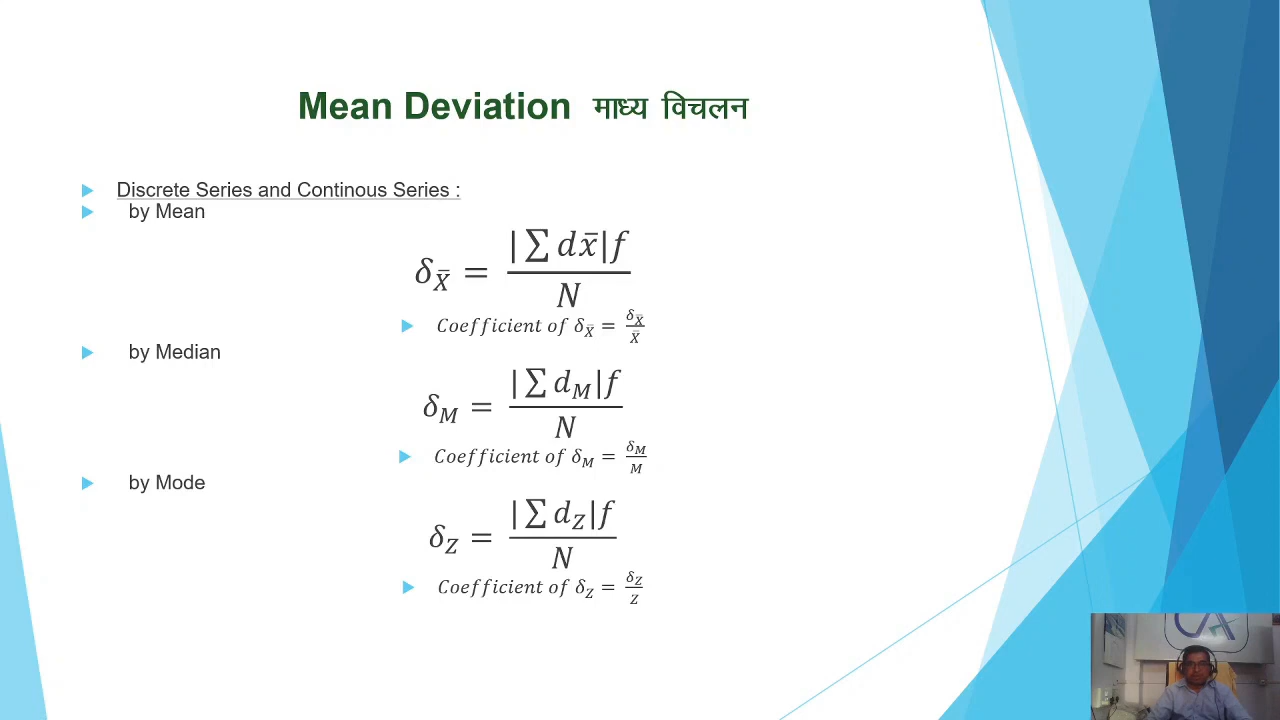 Mean Deviation माध्य विचलन
Discrete Series and Continous Series :
by Mean
δ_X̄ = |∑ dx̄|f / N
Coefficient of δ_X̄ = δ_X̄ / X̄
by Median
δ_M = |∑ d_M|f / N
Coefficient of δ_M = δ_M / M
by Mode
δ_Z = |∑ d_Z|f / N
Coefficient of δ_Z = δ_Z / Z
CA